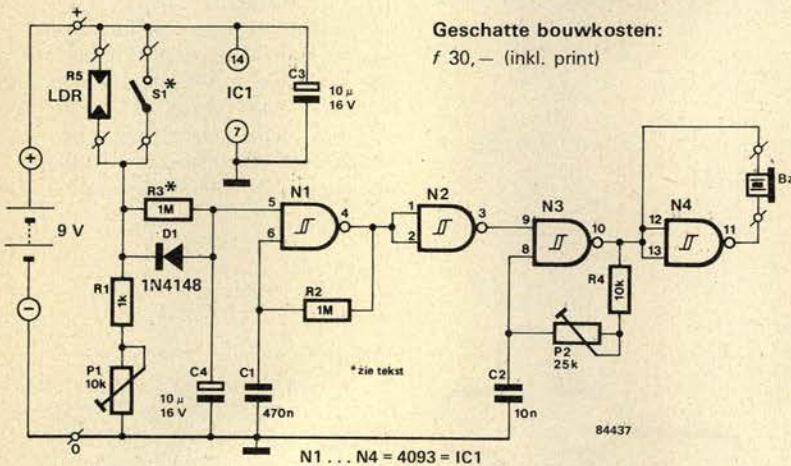 Geschatte bouwkosten:
f 30,— (inkl. print)
+
R5
LDR
S1*
14
IC1
7
C3
10 µ
16 V
+
9 V
−
R3*
1M
D1
1N4148
R1
1k
P1
10k
C4
10 µ
16 V
N1
5
6
4
R2
1M
C1
470n
* zie tekst
N2
1
2
3
N3
9
8
10
R4
10k
P2
25k
C2
10n
N4
12
13
11
Bz
0
84437
N1 . . . N4 = 4093 = IC1